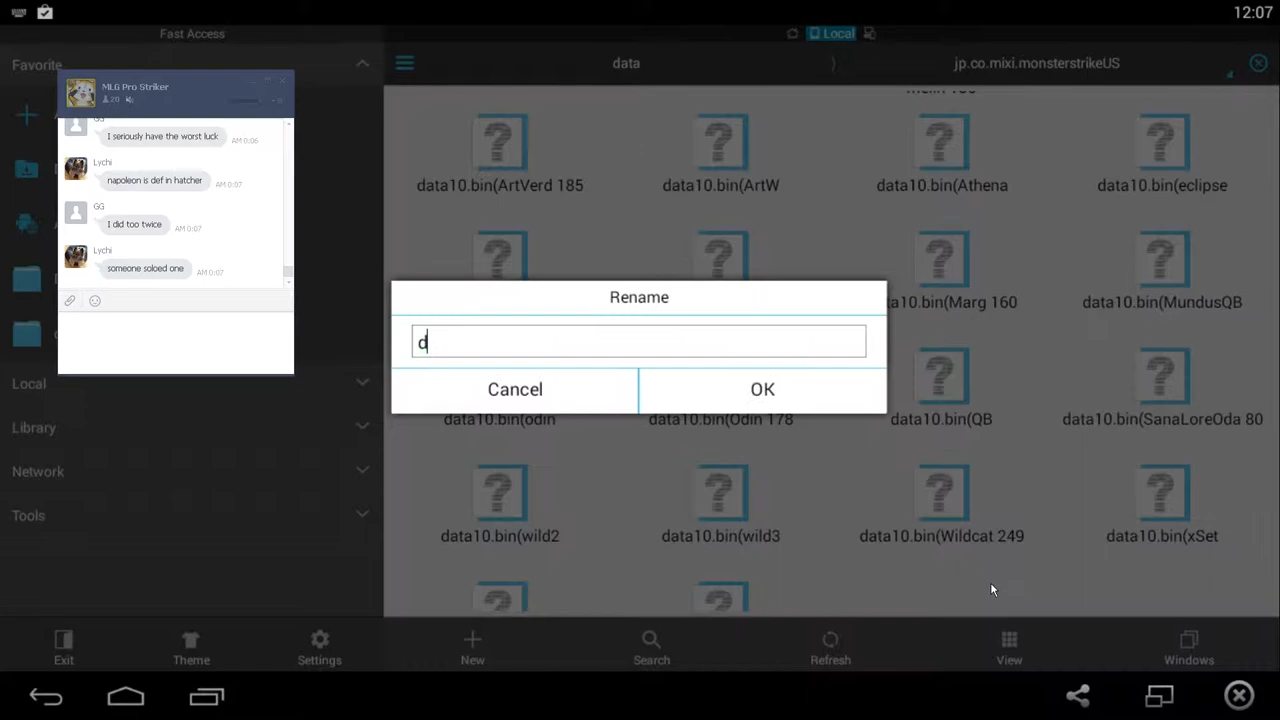 12:07
Fast Access
Local
Favorite
data
jp.co.mixi.monsterstrikeUS
MLG Pro Striker
20
GG
I seriously have the worst luck
AM 0:06
Lychi
napoleon is def in hatcher
AM 0:07
GG
I did too twice
AM 0:07
Lychi
someone soloed one
AM 0:07
data10.bin(ArtVerd 185
data10.bin(ArtW
data10.bin(Athena
data10.bin(eclipse
data10.bin(Marg 160
data10.bin(MundusQB
Rename
d
Cancel
OK
data10.bin(odin
data10.bin(Odin 178
data10.bin(QB
data10.bin(SanaLoreOda 80
data10.bin(wild2
data10.bin(wild3
data10.bin(Wildcat 249
data10.bin(xSet
Local
Library
Network
Tools
Exit
Theme
Settings
New
Search
Refresh
View
Windows